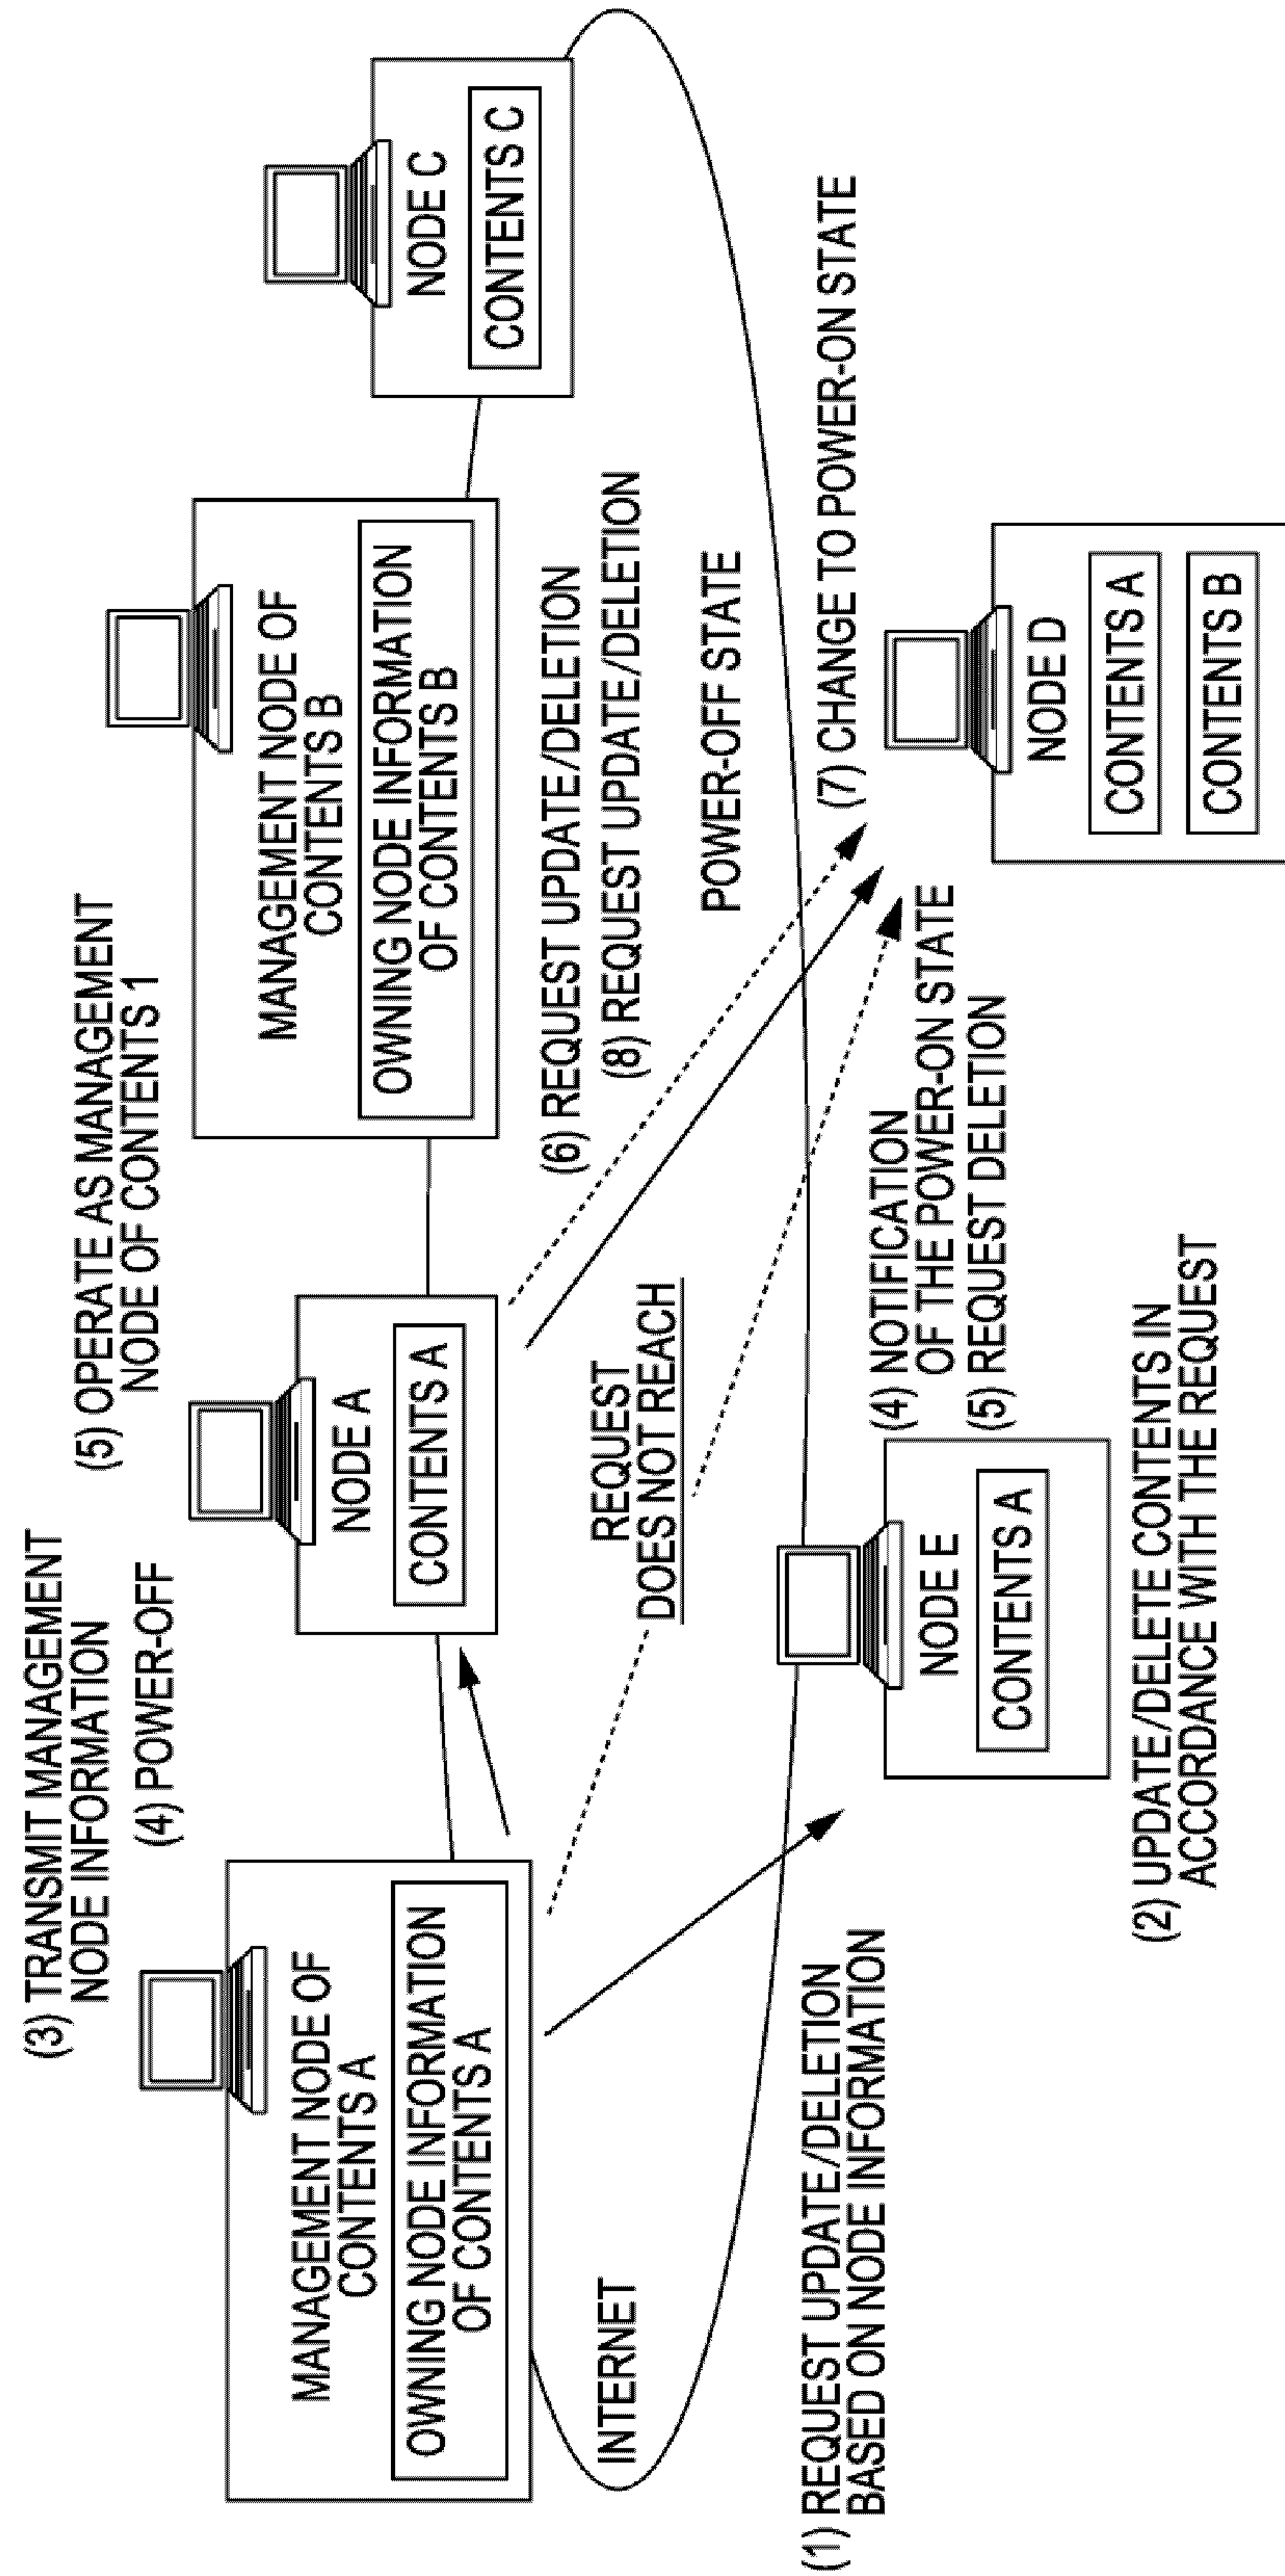 (3) TRANSMIT MANAGEMENT
NODE INFORMATION
(4) POWER-OFF
(5) OPERATE AS MANAGEMENT
NODE OF CONTENTS 1
MANAGEMENT NODE OF
CONTENTS A
OWNING NODE INFORMATION
OF CONTENTS A
NODE A
CONTENTS A
MANAGEMENT NODE OF
CONTENTS B
OWNING NODE INFORMATION
OF CONTENTS B
NODE C
CONTENTS C
INTERNET
REQUEST
DOES NOT REACH
(6) REQUEST UPDATE/DELETION
(8) REQUEST UPDATE/DELETION
POWER-OFF STATE
(7) CHANGE TO POWER-ON STATE
(1) REQUEST UPDATE/DELETION
BASED ON NODE INFORMATION
NODE E
CONTENTS A
(4) NOTIFICATION
OF THE POWER-ON STATE
(5) REQUEST DELETION
NODE D
CONTENTS A
CONTENTS B
(2) UPDATE/DELETE CONTENTS IN
ACCORDANCE WITH THE REQUEST